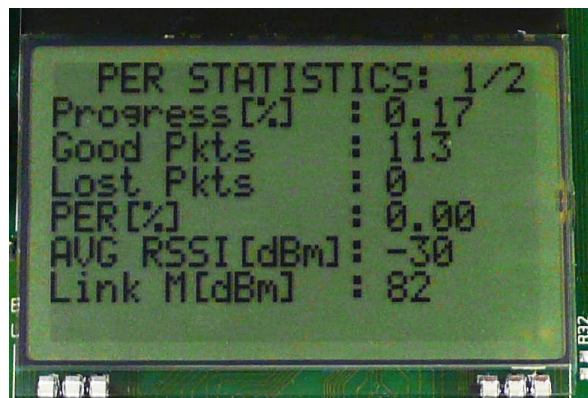 PER STATISTICS: 1/2
Progress[%] : 0.17
Good Pkts : 113
Lost Pkts : 0
PER[%] : 0.00
AVG RSSI[dBm]: -30
Link M[dBm] : 82
R32